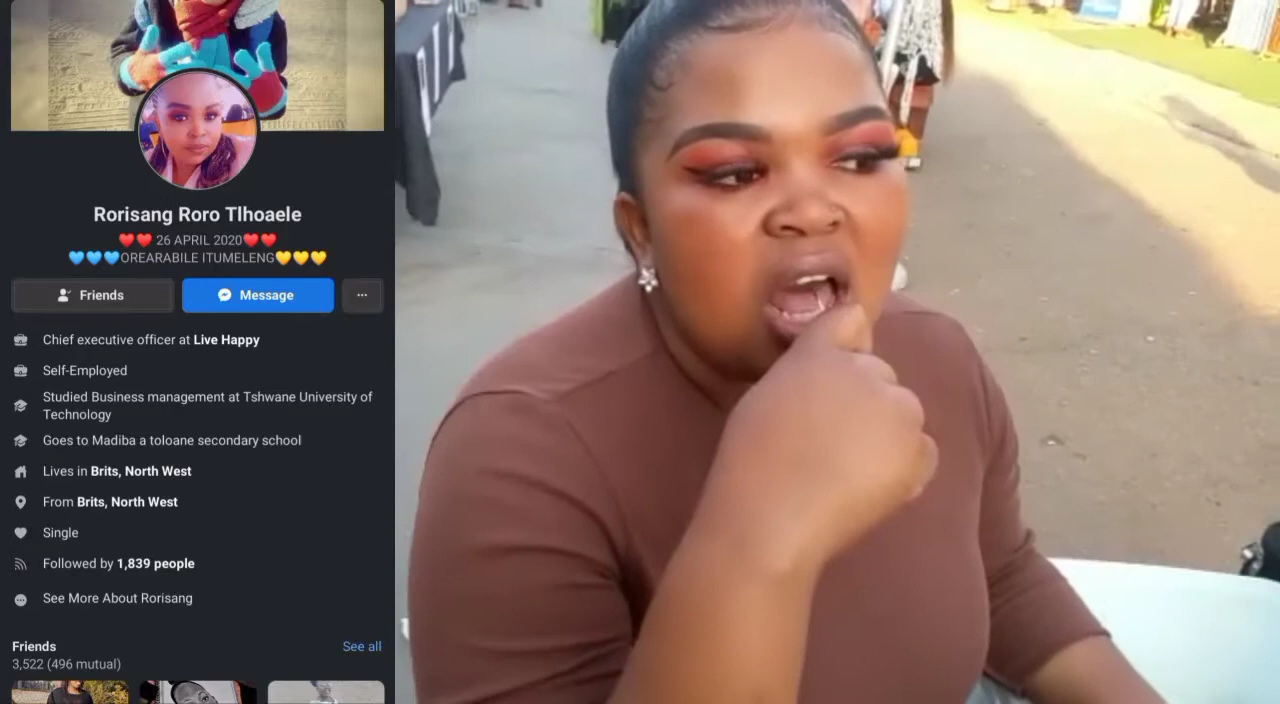 Rorisang Roro Tlhoaele
❤️❤️ 26 APRIL 2020❤️❤️
💙💙💙OREARABILE ITUMELENG💛💛💛
Friends
Message
...
Chief executive officer at Live Happy
Self-Employed
Studied Business management at Tshwane University of
Technology
Goes to Madiba a toloane secondary school
Lives in Brits, North West
From Brits, North West
Single
Followed by 1,839 people
See More About Rorisang
Friends
See all
3,522 (496 mutual)